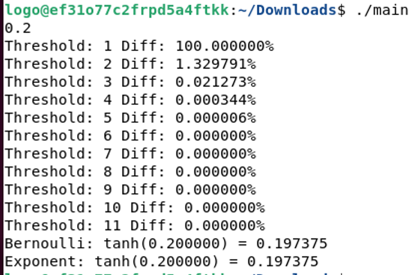 logo@ef31o77c2frpd5a4ftkk:~/Downloads$ ./main
0.2
Threshold: 1 Diff: 100.000000%
Threshold: 2 Diff: 1.329791%
Threshold: 3 Diff: 0.021273%
Threshold: 4 Diff: 0.000344%
Threshold: 5 Diff: 0.000006%
Threshold: 6 Diff: 0.000000%
Threshold: 7 Diff: 0.000000%
Threshold: 8 Diff: 0.000000%
Threshold: 9 Diff: 0.000000%
Threshold: 10 Diff: 0.000000%
Threshold: 11 Diff: 0.000000%
Bernoulli: tanh(0.200000) = 0.197375
Exponent: tanh(0.200000) = 0.197375